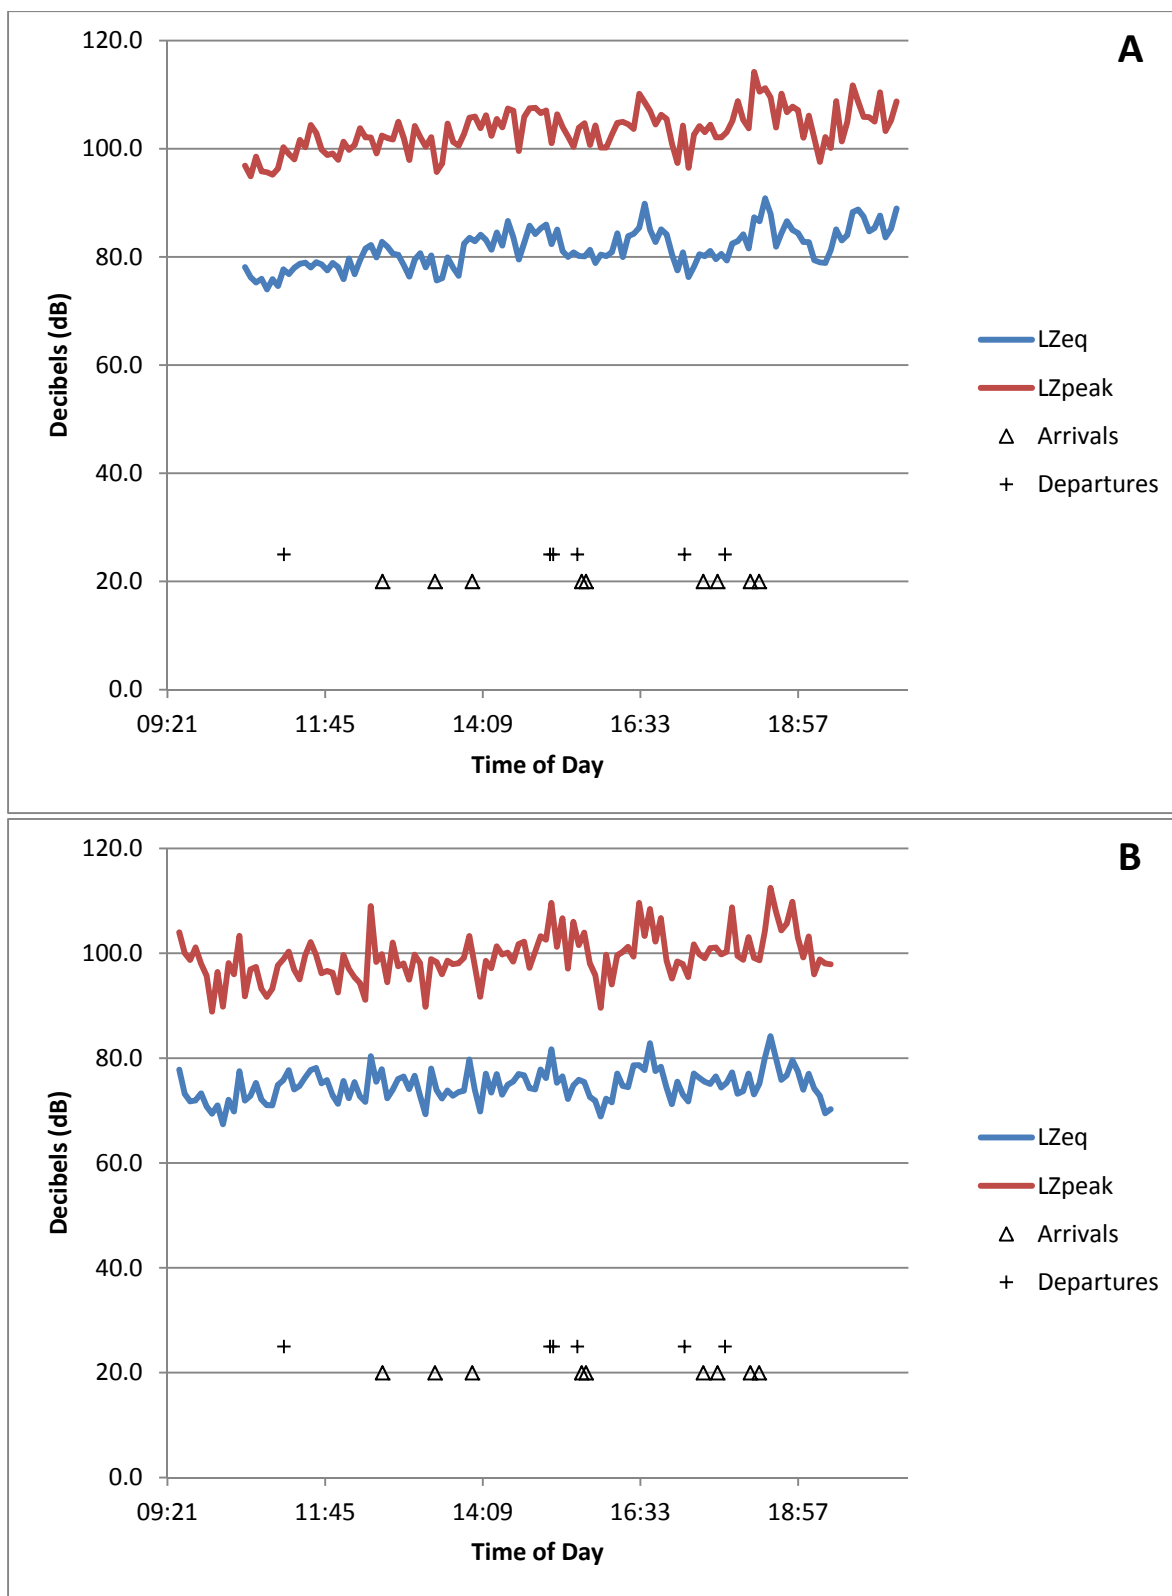 A
120.0
100.0
80.0
60.0
40.0
20.0
0.0
Decibels (dB)
09:21 11:45 14:09 16:33 18:57
Time of Day
LZeq
LZpeak
Arrivals
Departures
B
120.0
100.0
80.0
60.0
40.0
20.0
0.0
Decibels (dB)
09:21 11:45 14:09 16:33 18:57
Time of Day
LZeq
LZpeak
Arrivals
Departures